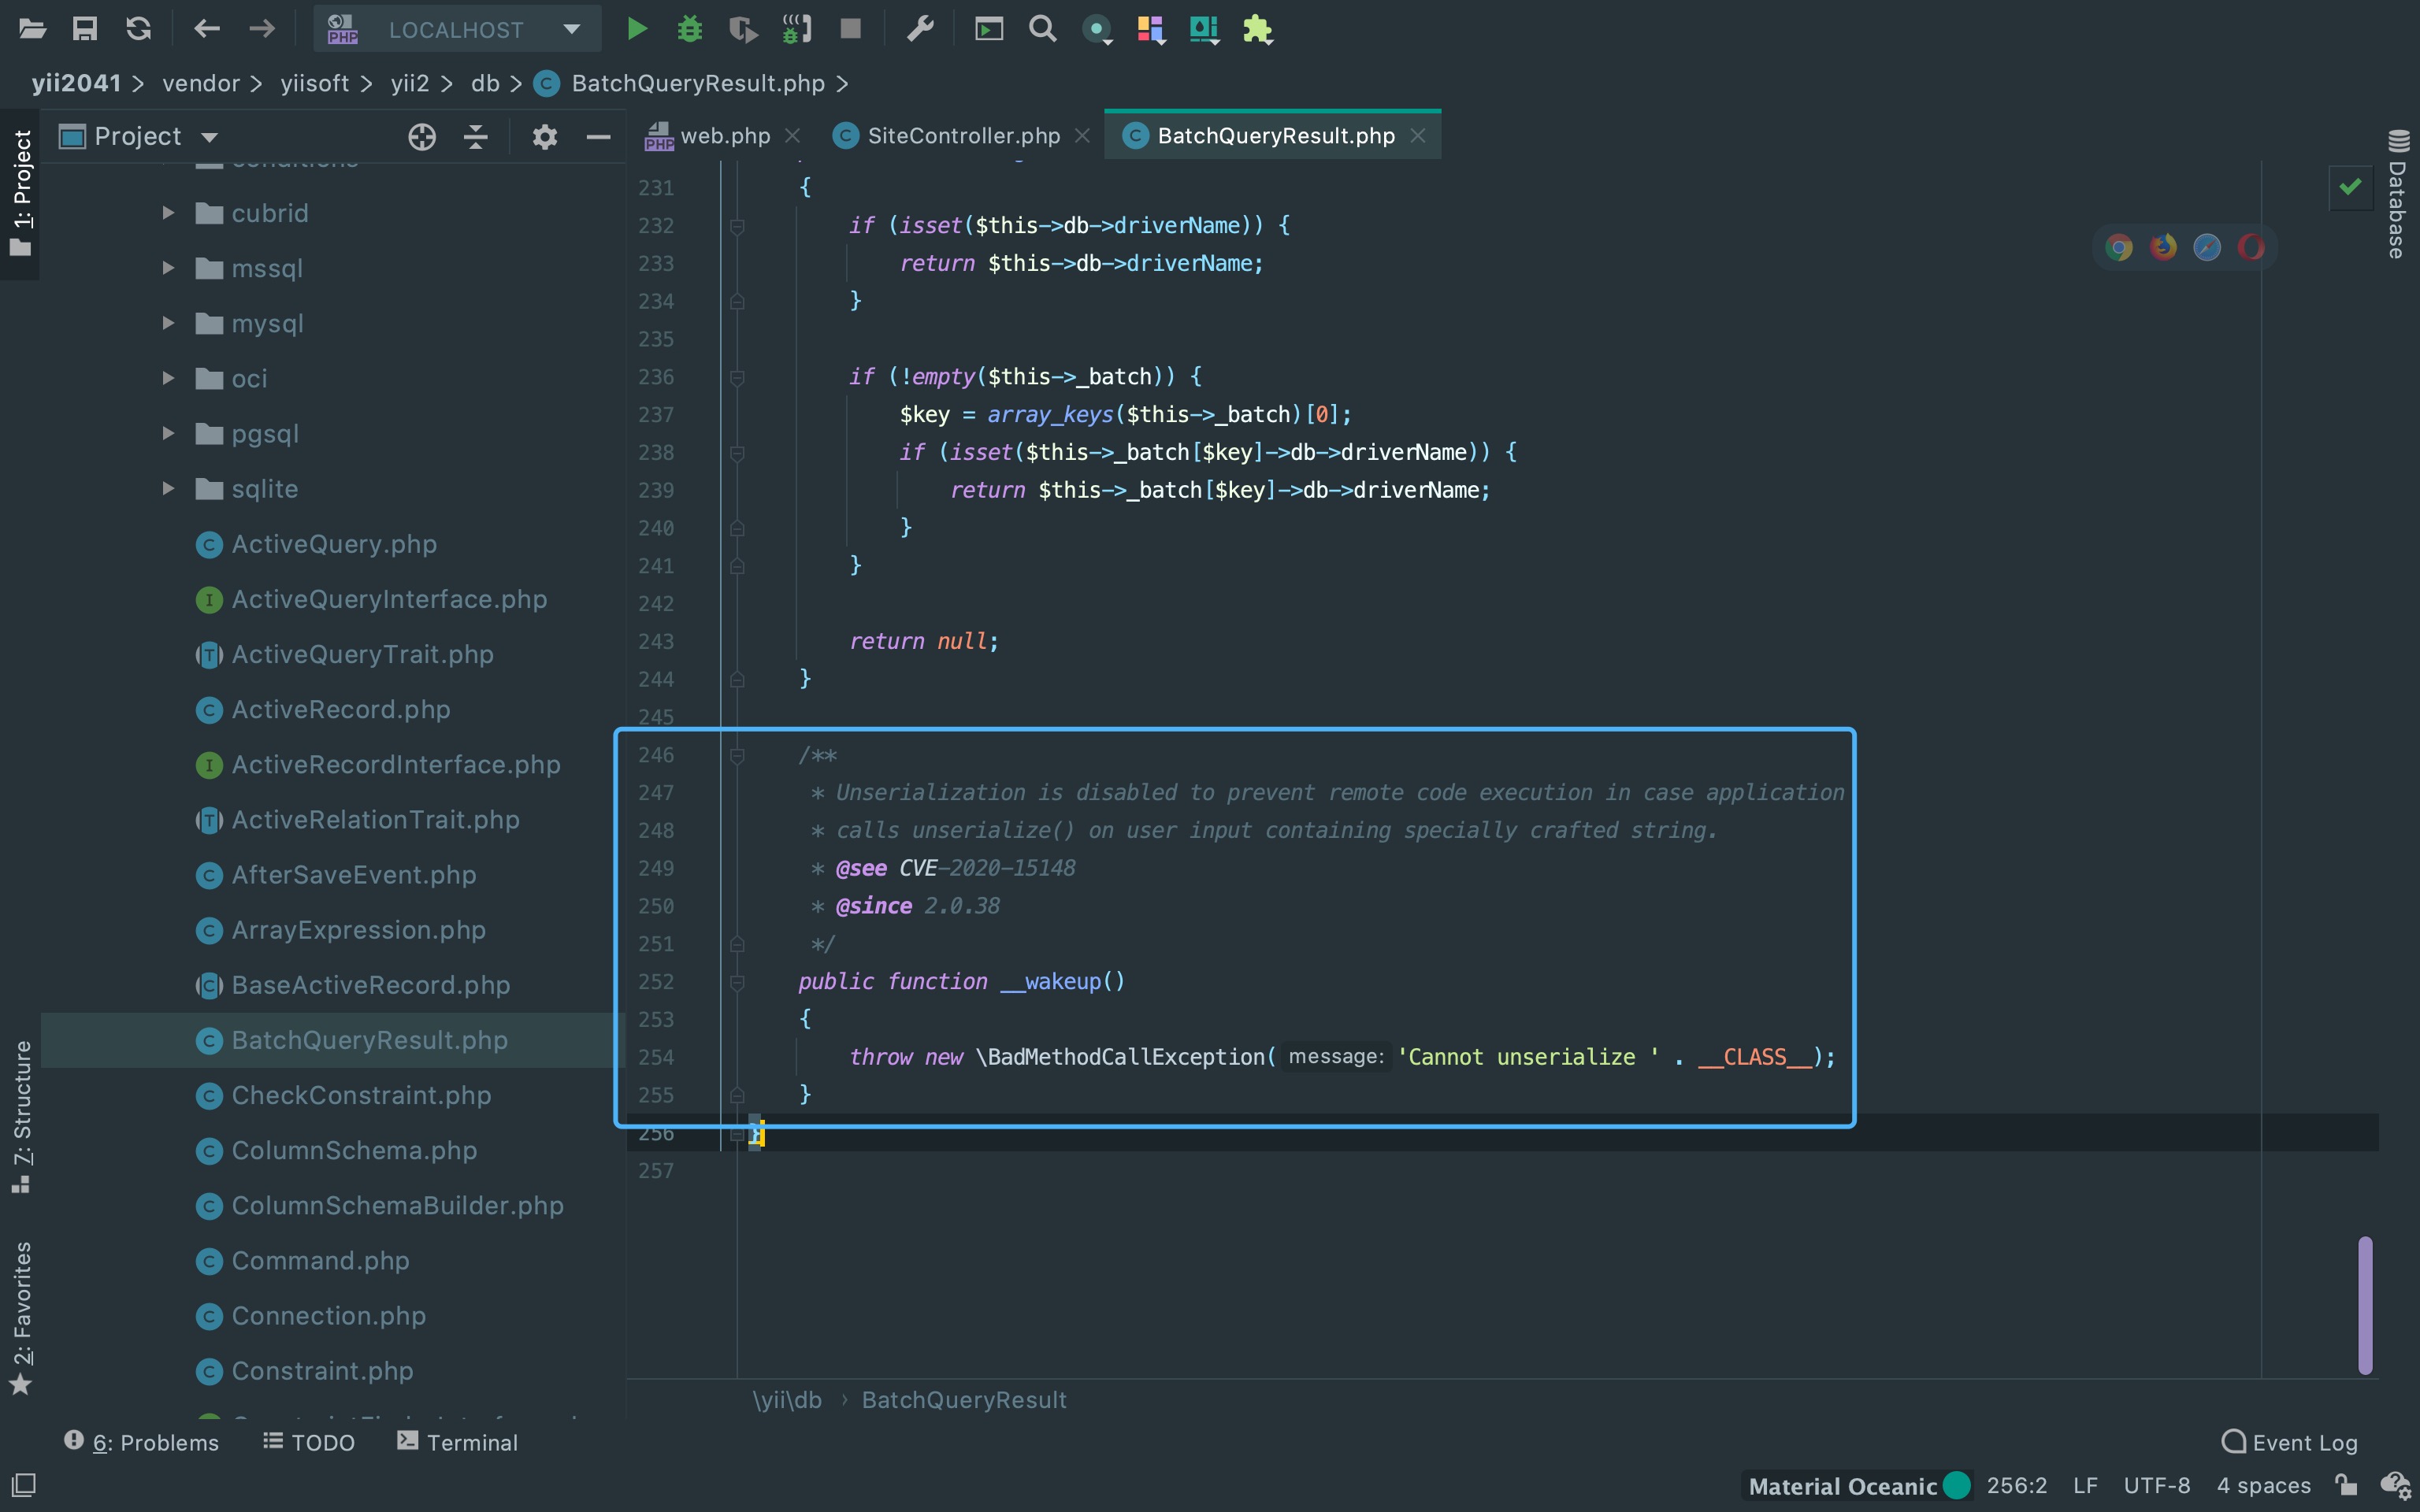 PHP LOCALHOST
yii2041 > vendor > yiisoft > yii2 > db > C BatchQueryResult.php >
1: Project
Project
conditions
cubrid
mssql
mysql
oci
pgsql
sqlite
C ActiveQuery.php
I ActiveQueryInterface.php
T ActiveQueryTrait.php
C ActiveRecord.php
I ActiveRecordInterface.php
T ActiveRelationTrait.php
C AfterSaveEvent.php
C ArrayExpression.php
C BaseActiveRecord.php
C BatchQueryResult.php
C CheckConstraint.php
C ColumnSchema.php
C ColumnSchemaBuilder.php
C Command.php
C Connection.php
C Constraint.php
7: Structure
2: Favorites
PHP web.php
C SiteController.php
C BatchQueryResult.php
231 {
232 if (isset($this->db->driverName)) {
233 return $this->db->driverName;
234 }
235
236 if (!empty($this->_batch)) {
237 $key = array_keys($this->_batch)[0];
238 if (isset($this->_batch[$key]->db->driverName)) {
239 return $this->_batch[$key]->db->driverName;
240 }
241 }
242
243 return null;
244 }
245
246 /**
247 * Unserialization is disabled to prevent remote code execution in case application
248 * calls unserialize() on user input containing specially crafted string.
249 * @see CVE-2020-15148
250 * @since 2.0.38
251 */
252 public function __wakeup()
253 {
254 throw new \BadMethodCallException( message: 'Cannot unserialize ' . __CLASS__);
255 }
256 }
257
\yii\db › BatchQueryResult
Database
6: Problems
TODO
Terminal
Event Log
Material Oceanic 256:2 LF UTF-8 4 spaces